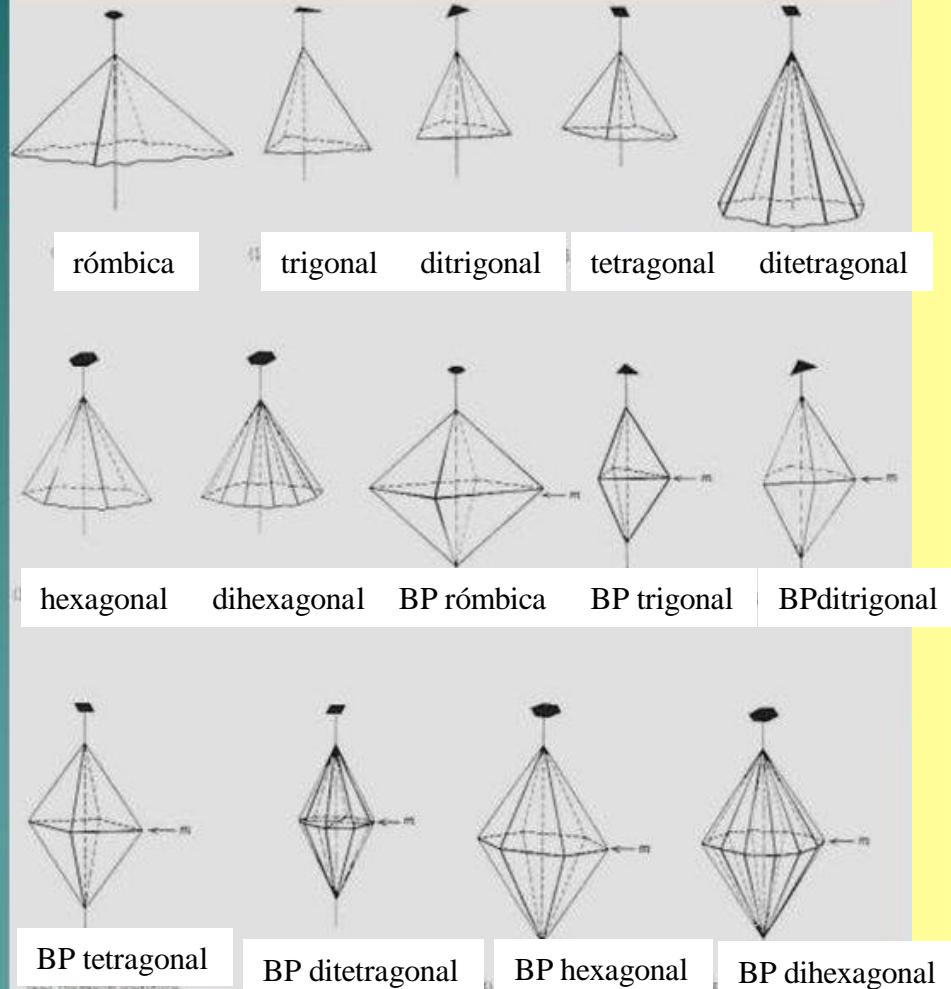 rómbica trigonal ditrigonal tetragonal ditetragonal
m m m
hexagonal dihexagonal BP rómbica BP trigonal BPditrigonal
m m m m
BP tetragonal BP ditetragonal BP hexagonal BP dihexagonal